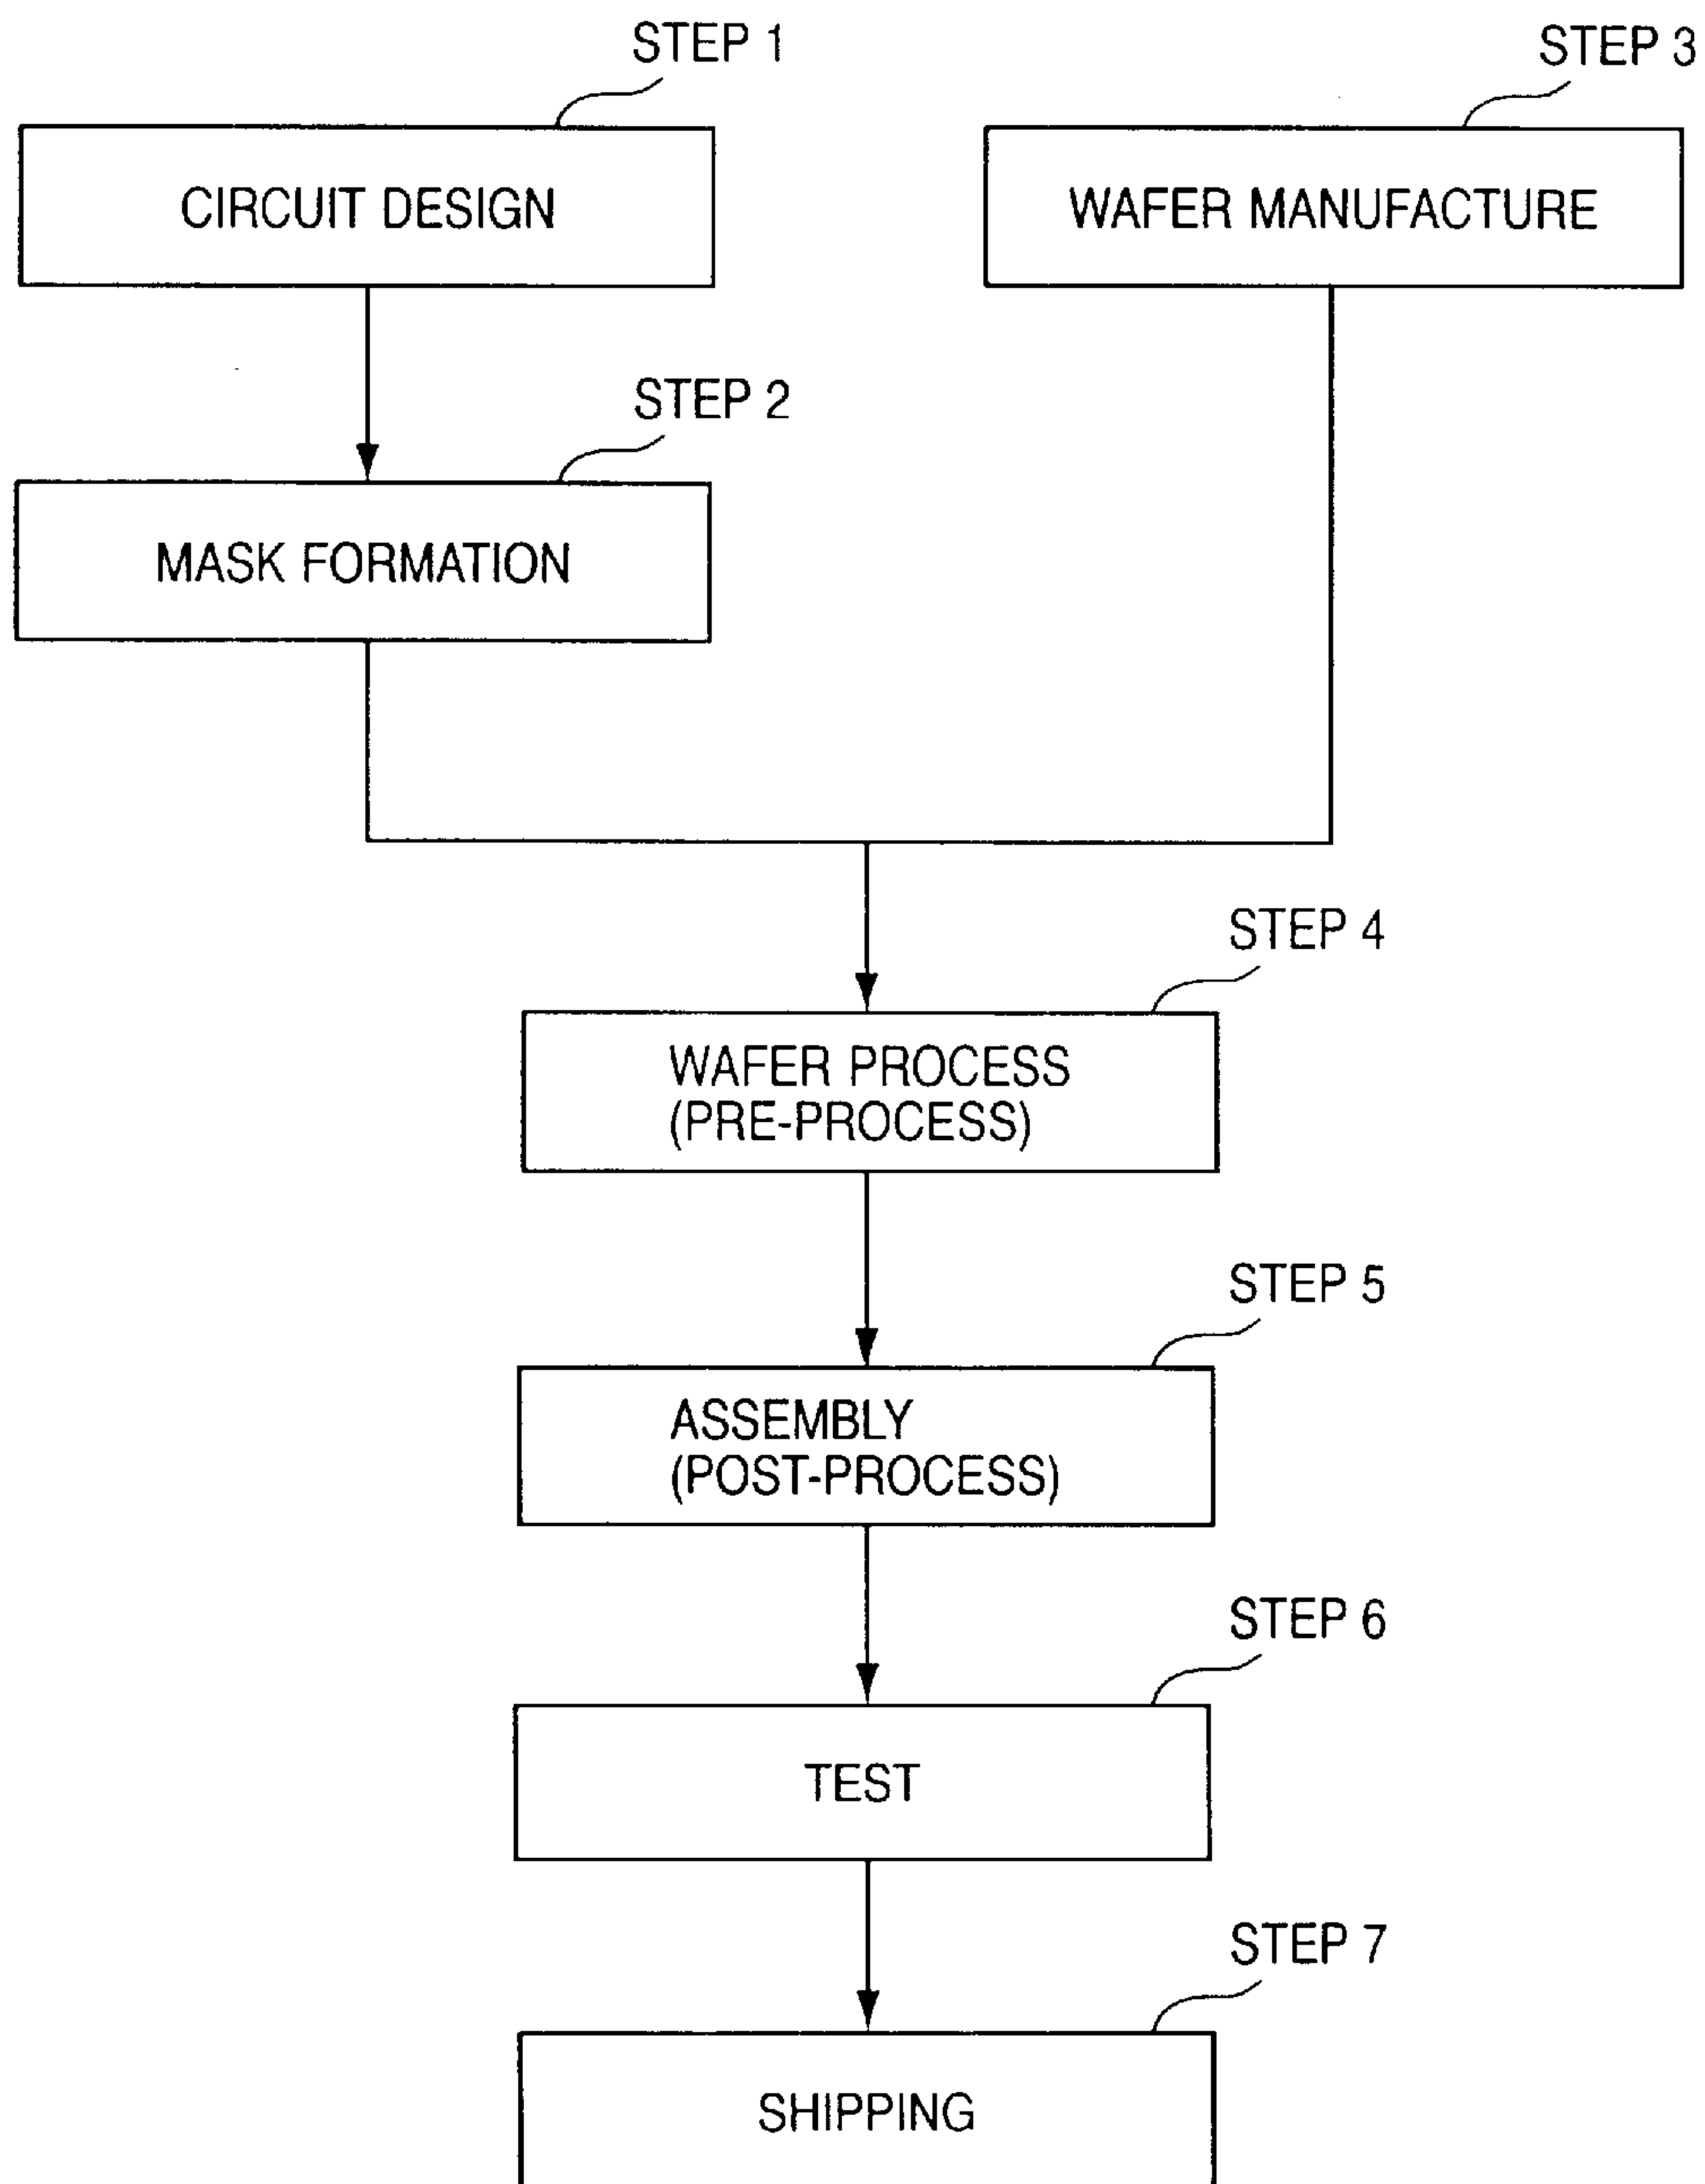 STEP 1
CIRCUIT DESIGN
STEP 3
WAFER MANUFACTURE
STEP 2
MASK FORMATION
STEP 4
WAFER PROCESS
(PRE-PROCESS)
STEP 5
ASSEMBLY
(POST-PROCESS)
STEP 6
TEST
STEP 7
SHIPPING